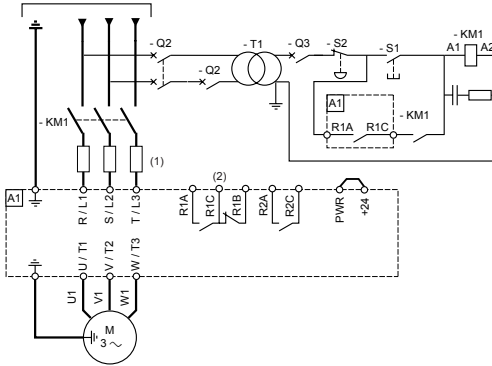 - Q2
- T1
- Q3
- S2
- S1
- KM1
A1
A2
- Q2
A1
- KM1
R1A
R1C
- KM1
(1)
(2)
A1
R / L1
S / L2
T / L3
R1A
R1C
R1B
R2A
R2C
PWR
+24
U / T1
V / T2
W / T3
U1
V1
W1
M
3 ~